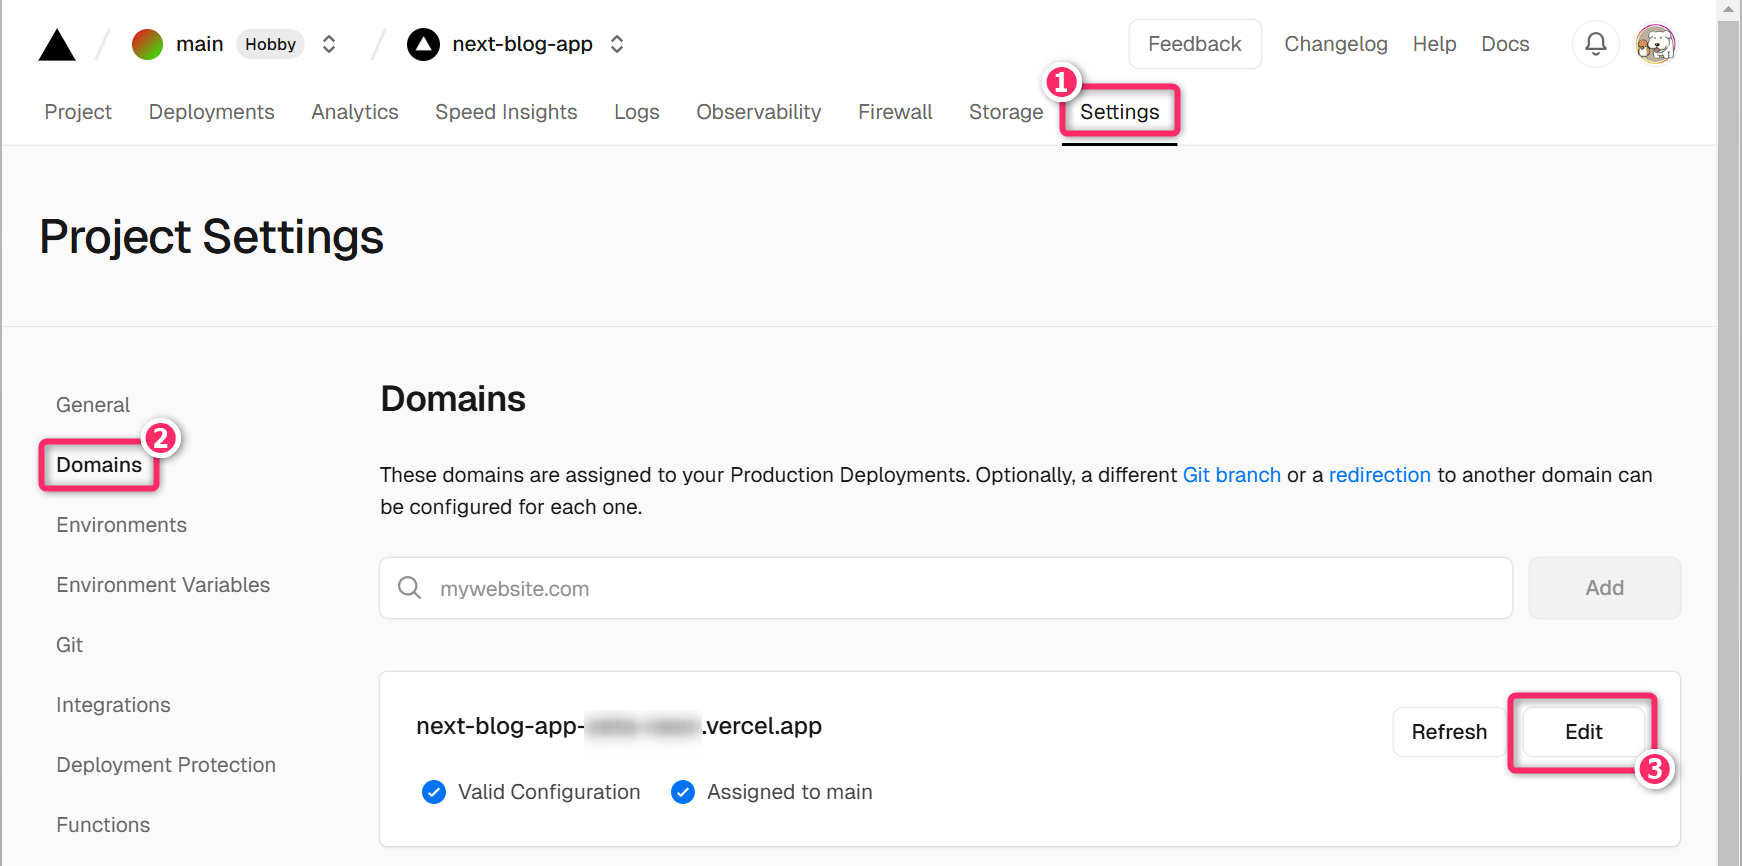 main Hobby next-blog-app Feedback Changelog Help Docs
1
Project Deployments Analytics Speed Insights Logs Observability Firewall Storage Settings
Project Settings
General
2
Domains
Environments
Environment Variables
Git
Integrations
Deployment Protection
Functions
Domains
These domains are assigned to your Production Deployments. Optionally, a different Git branch or a redirection to another domain can
be configured for each one.
mywebsite.com Add
next-blog-app- .vercel.app
Refresh Edit
3
Valid Configuration Assigned to main